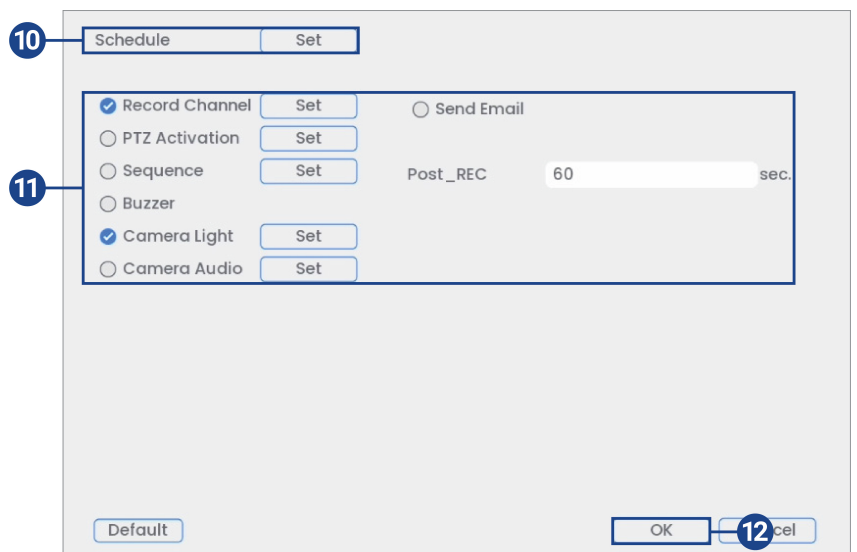 10 Schedule Set
Record Channel Set Send Email
PTZ Activation Set
11 Sequence Set Post_REC 60 sec.
Buzzer
Camera Light Set
Camera Audio Set
Default OK 12 cel